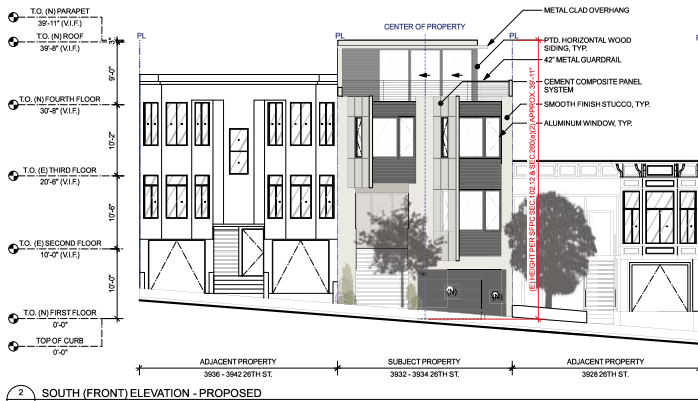 T.O. (N) PARAPET
39'-11" (V.I.F.)
T.O. (N) ROOF
39'-8" (V.I.F.)
T.O. (N) FOURTH FLOOR
30'-8" (V.I.F.)
T.O. (E) THIRD FLOOR
20'-6" (V.I.F.)
T.O. (E) SECOND FLOOR
10'-0" (V.I.F.)
T.O. (N) FIRST FLOOR
0'-0"
TOP OF CURB
0'-0"
3"
9'-0"
10'-2"
10'-6"
10'-0"
PL
CENTER OF PROPERTY
PL
PL
METAL CLAD OVERHANG
PTD. HORIZONTAL WOOD
SIDING, TYP.
42" METAL GUARDRAIL
CEMENT COMPOSITE PANEL
SYSTEM
SMOOTH FINISH STUCCO, TYP.
ALUMINUM WINDOW, TYP.
(E) HEIGHT PER SFPC SEC.102.12 & SEC.260(a)(2) APPROX. 39'-11"
(N)
(N)
ADJACENT PROPERTY
3936 - 3942 26TH ST.
SUBJECT PROPERTY
3932 - 3934 26TH ST.
ADJACENT PROPERTY
3928 26TH ST.
2
SOUTH (FRONT) ELEVATION - PROPOSED